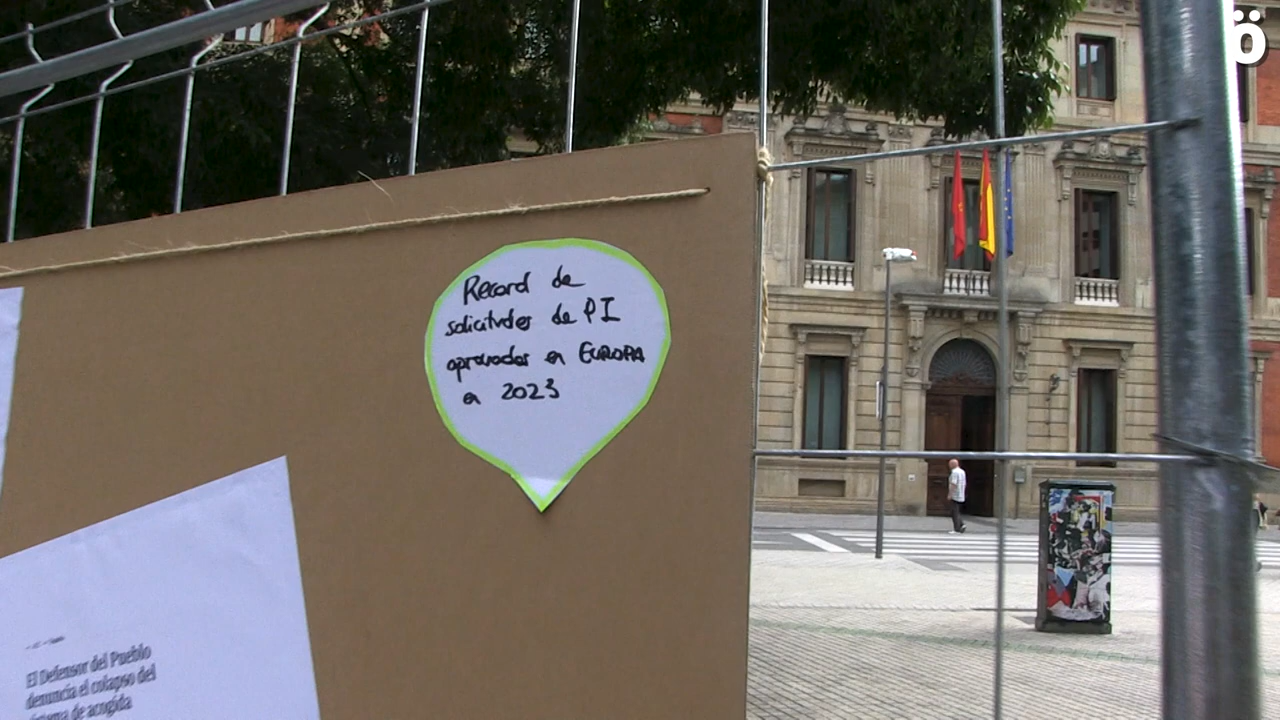 Record de
solicitudes de PI
aprovadas en EUROPA
en 2023
El Defensor del Pueblo
denuncia el colapso del
sistema de acogida
ö